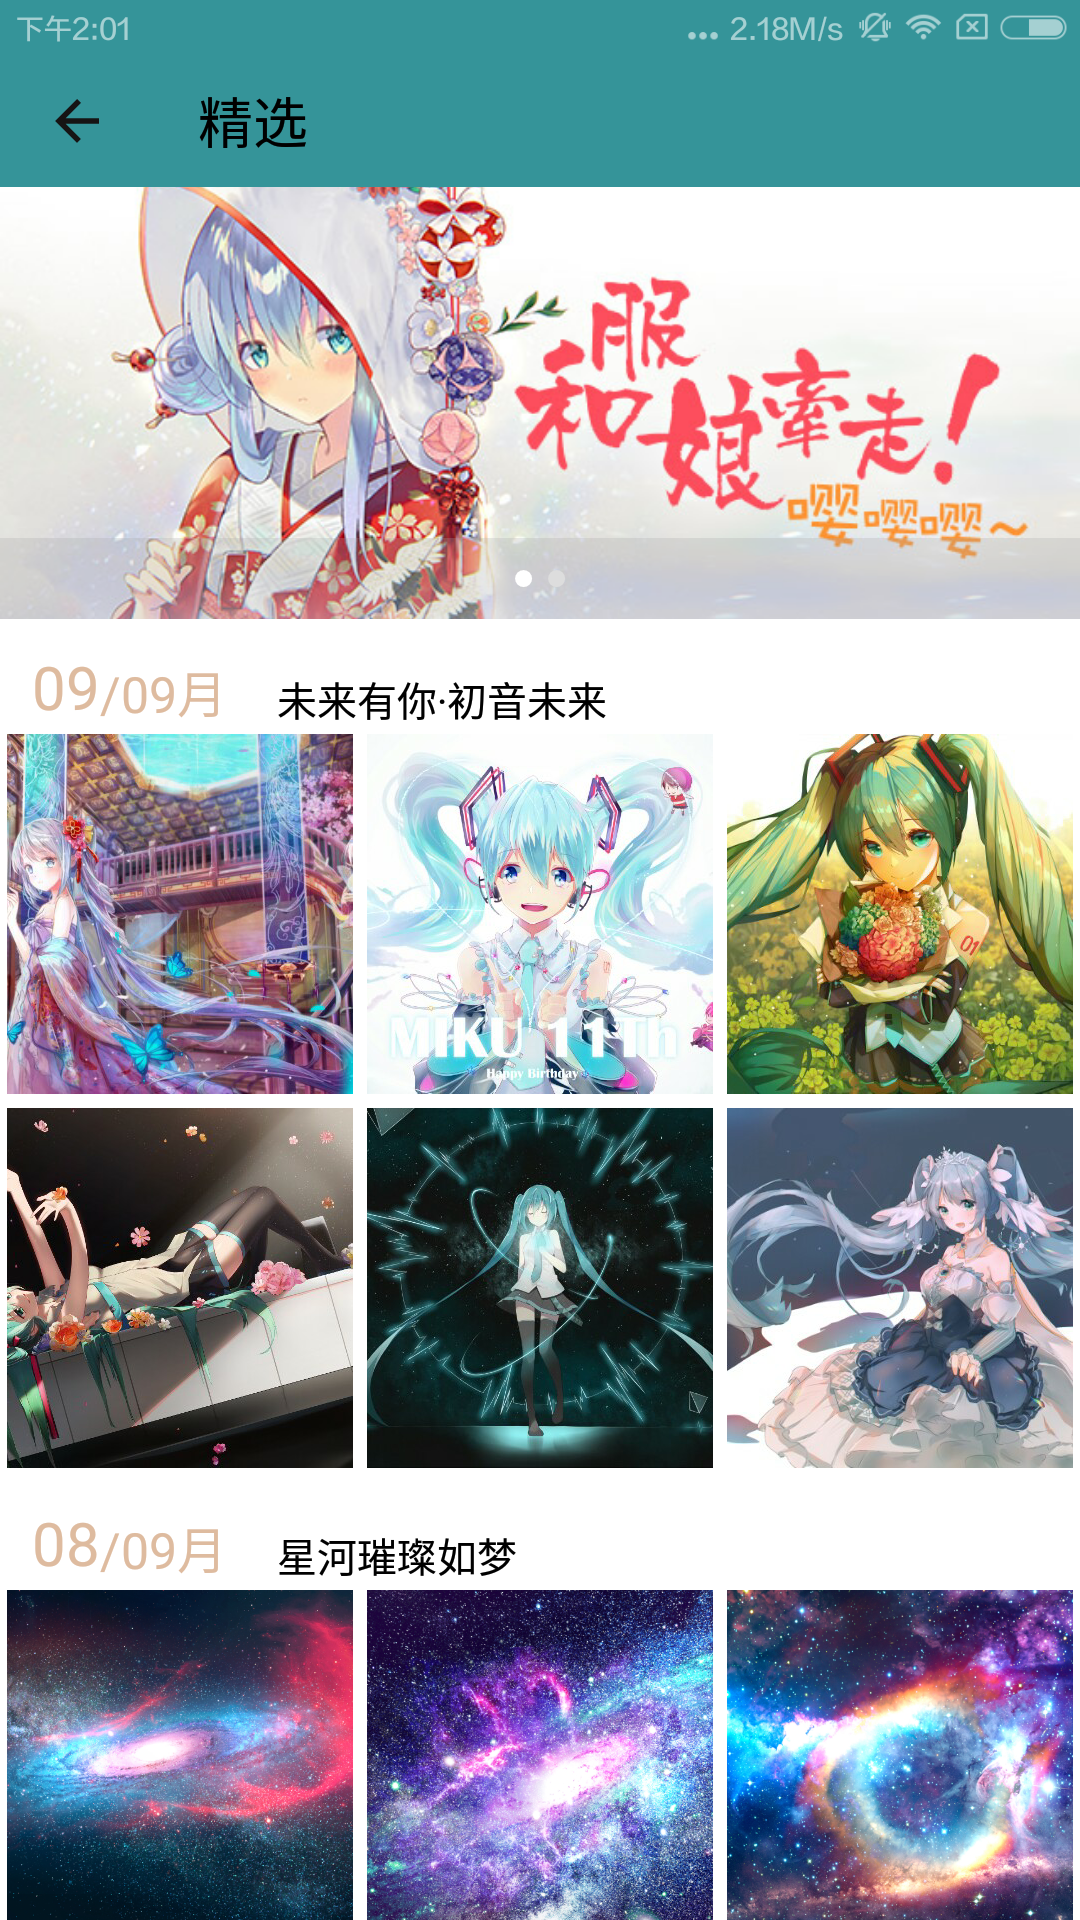 下午2:01 ... 2.18M/s
精选
和服娘牵走!
嘤嘤嘤~
09/09月 未来有你·初音未来
01
MIKU 11Th
Happy Birthday
08/09月 星河璀璨如梦